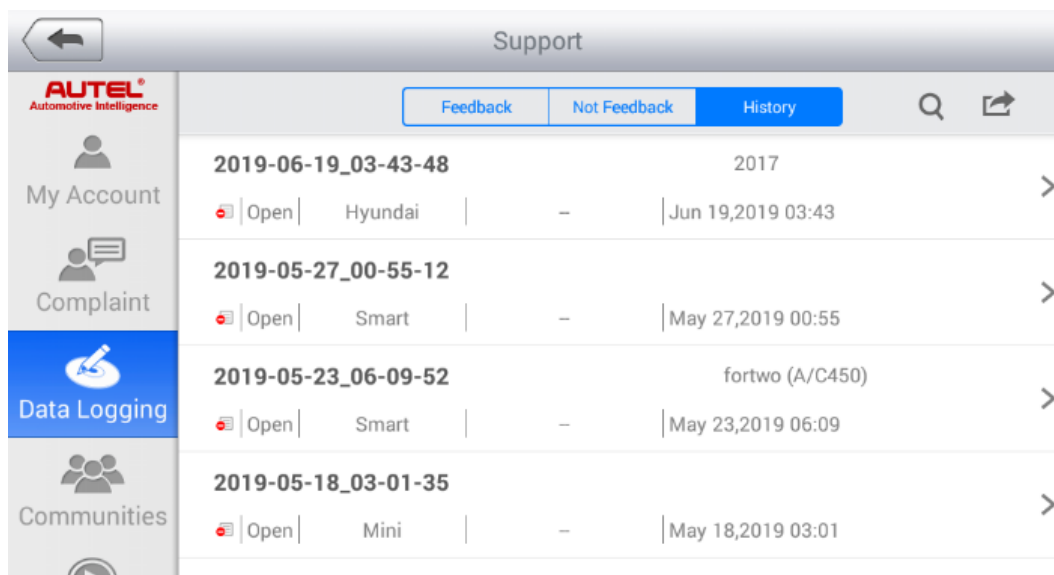 Support
AUTEL®
Automotive Intelligence
My Account
Complaint
Data Logging
Communities
Feedback
Not Feedback
History
2019-06-19_03-43-48
2017
Open
Hyundai
–
Jun 19,2019 03:43
2019-05-27_00-55-12
Open
Smart
–
May 27,2019 00:55
2019-05-23_06-09-52
fortwo (A/C450)
Open
Smart
–
May 23,2019 06:09
2019-05-18_03-01-35
Open
Mini
–
May 18,2019 03:01